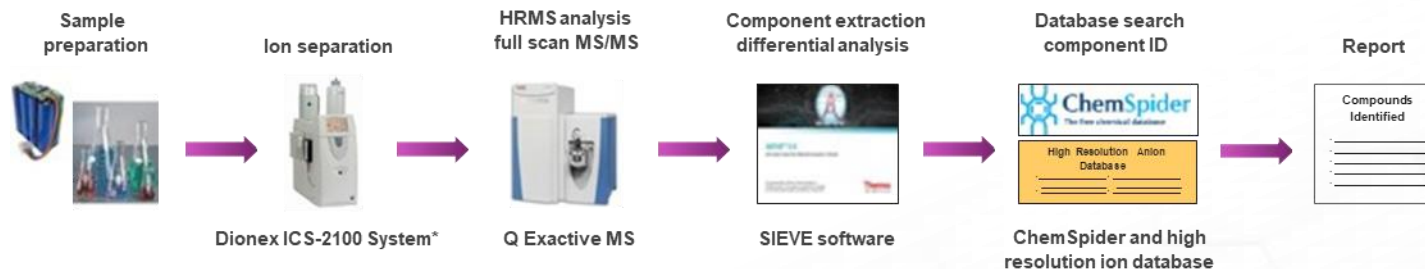 Sample
preparation
Ion separation
HRMS analysis
full scan MS/MS
Component extraction
differential analysis
Database search
component ID
Report
ChemSpider
The free chemical database
High Resolution Anion
Database
Compounds
Identified
Dionex ICS-2100 System*
Q Exactive MS
SIEVE software
ChemSpider and high
resolution ion database